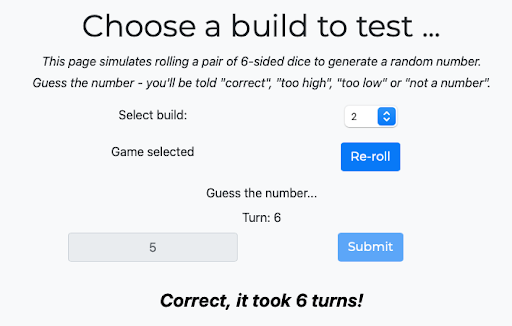 Choose a build to test ...
This page simulates rolling a pair of 6-sided dice to generate a random number.
Guess the number - you'll be told "correct", "too high", "too low" or "not a number".
Select build: 2
Game selected Re-roll
Guess the number...
Turn: 6
5 Submit
Correct, it took 6 turns!